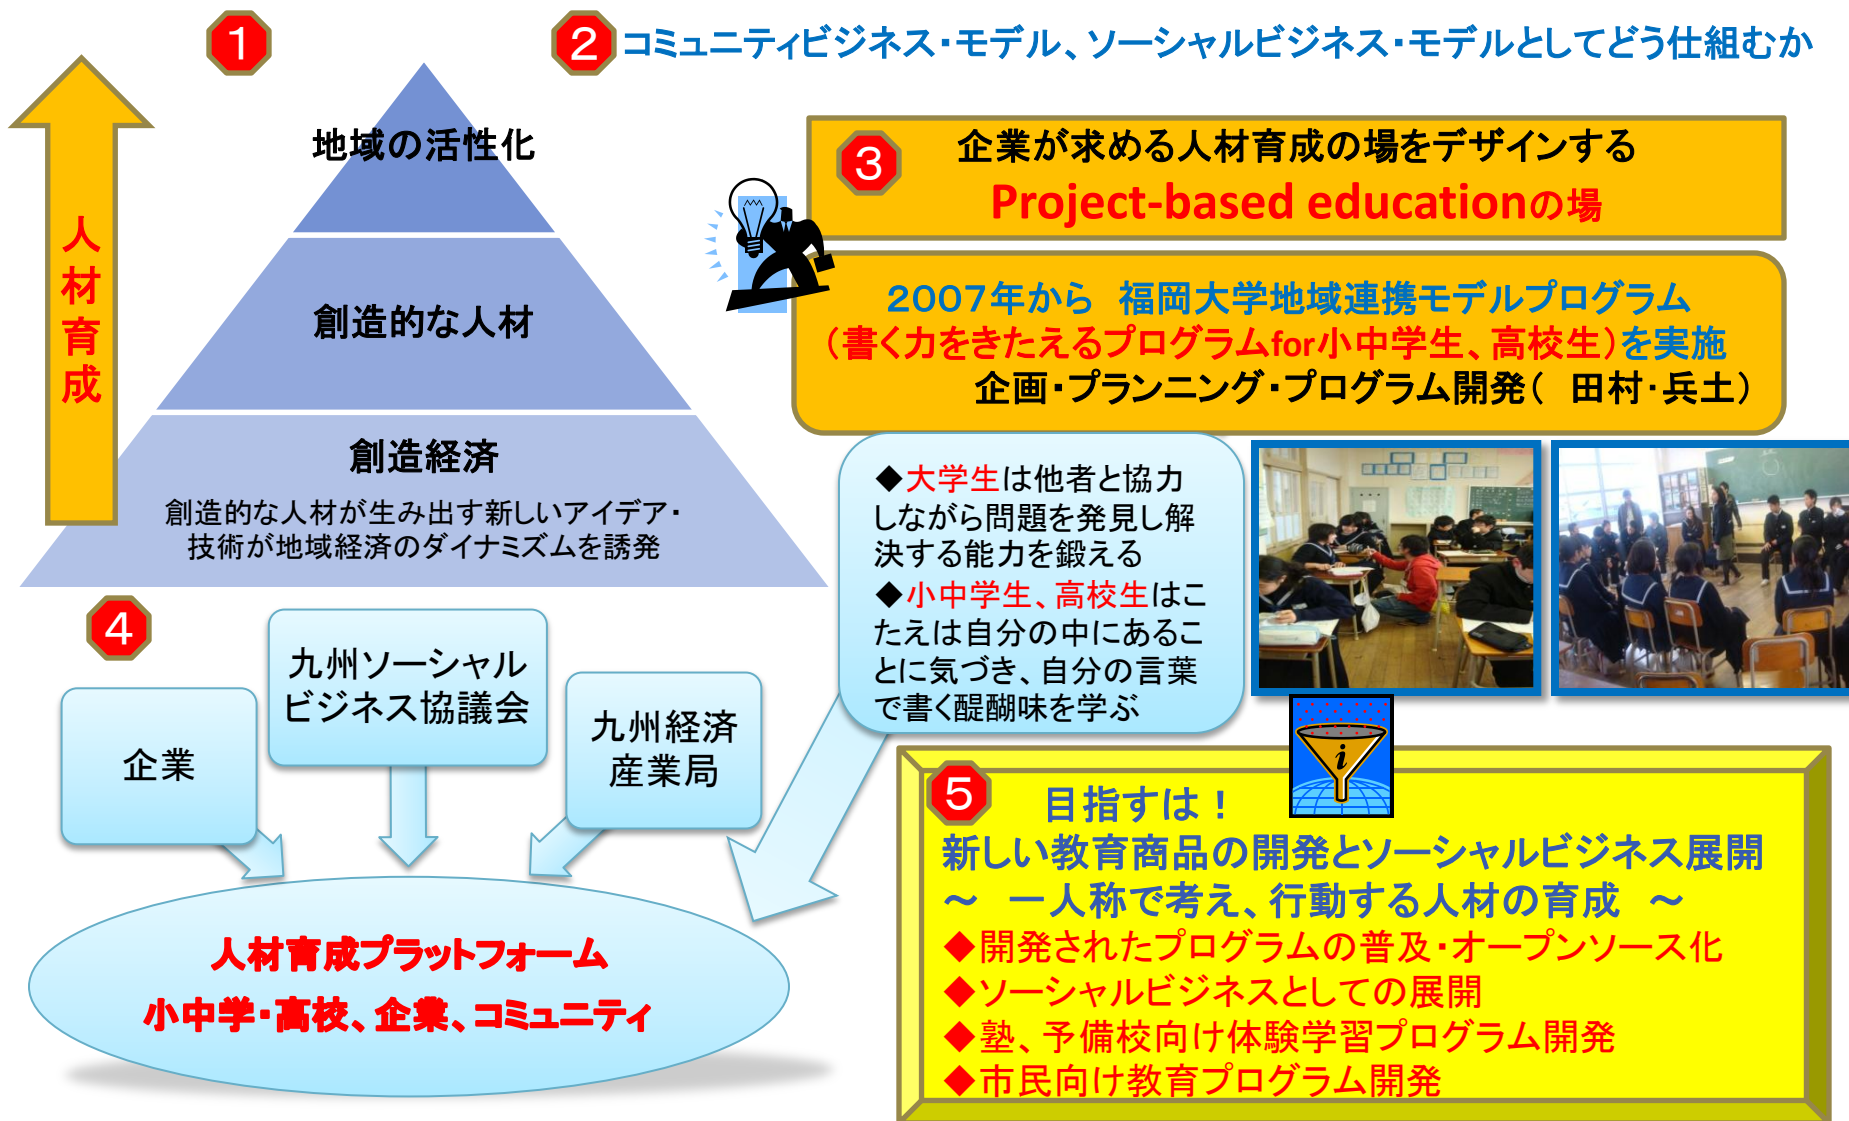 1
2 コミュニティビジネス・モデル、ソーシャルビジネス・モデルとしてどう仕組むか
人材育成
地域の活性化
創造的な人材
創造経済
創造的な人材が生み出す新しいアイデア・
技術が地域経済のダイナミズムを誘発
3
企業が求める人材育成の場をデザインする
Project-based educationの場
2007年から 福岡大学地域連携モデルプログラム
(書く力をきたえるプログラムfor小中学生、高校生)を実施
企画・プランニング・プログラム開発( 田村・兵土)
◆大学生は他者と協力
しながら問題を発見し解
決する能力を鍛える
◆小中学生、高校生はこ
たえは自分の中にあるこ
とに気づき、自分の言葉
で書く醍醐味を学ぶ
4
企業
九州ソーシャル
ビジネス協議会
九州経済
産業局
人材育成プラットフォーム
小中学・高校、企業、コミュニティ
i
5
目指すは!
新しい教育商品の開発とソーシャルビジネス展開
~ 一人称で考え、行動する人材の育成 ~
◆開発されたプログラムの普及・オープンソース化
◆ソーシャルビジネスとしての展開
◆塾、予備校向け体験学習プログラム開発
◆市民向け教育プログラム開発